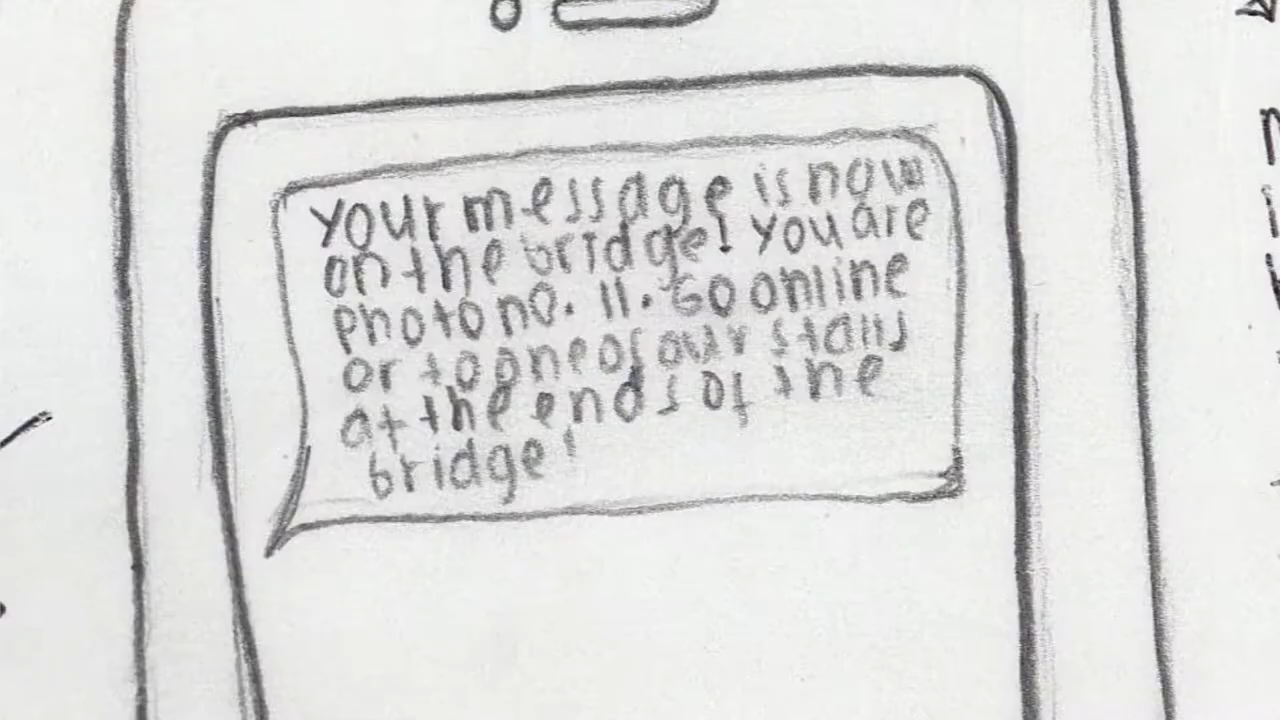 your message is now
on the bridge! you are
photo no. 11. Go online
or to one of our stalls
at the ends of the
bridge!